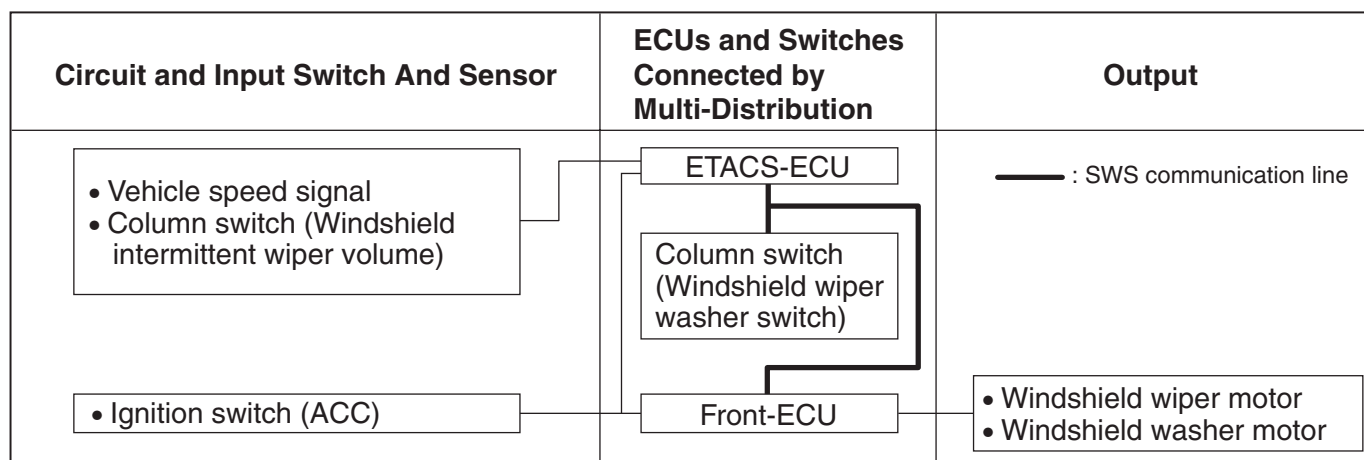 Circuit and Input Switch And Sensor
ECUs and Switches
Connected by
Multi-Distribution
Output
• Vehicle speed signal
• Column switch (Windshield
intermittent wiper volume)
ETACS-ECU
: SWS communication line
Column switch
(Windshield wiper
washer switch)
• Ignition switch (ACC)
Front-ECU
• Windshield wiper motor
• Windshield washer motor